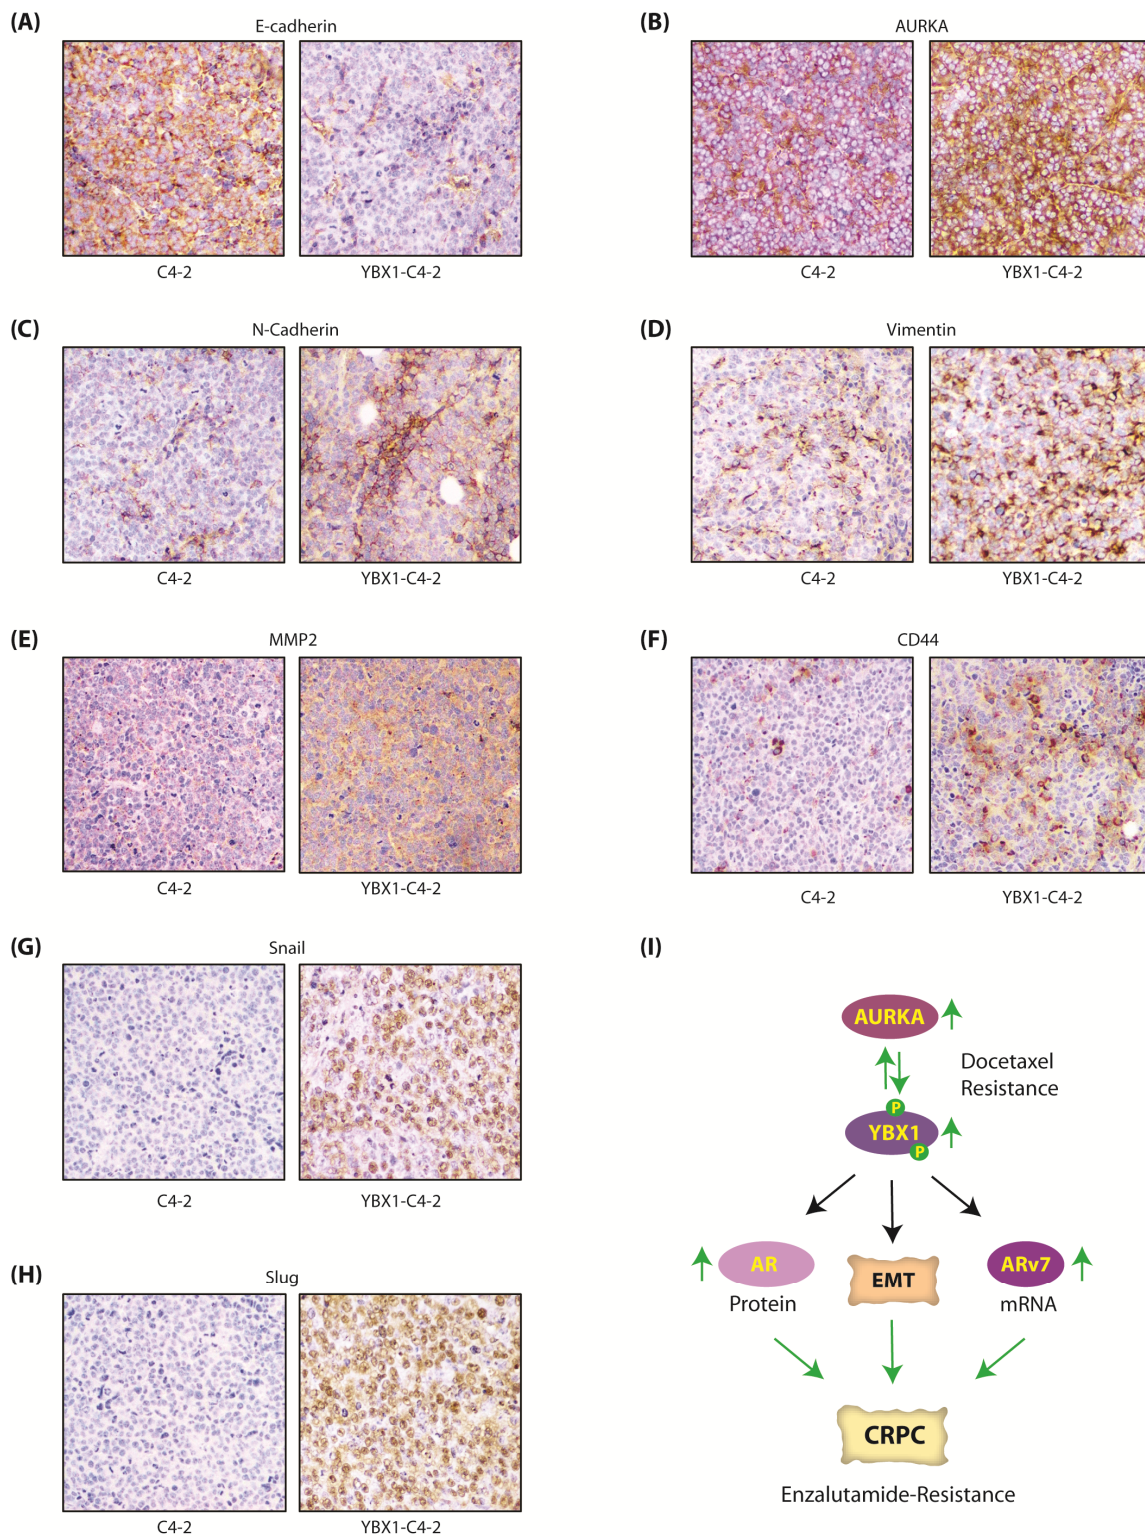 (A)
E-cadherin
C4-2
YBX1-C4-2
(B)
AURKA
C4-2
YBX1-C4-2
(C)
N-Cadherin
C4-2
YBX1-C4-2
(D)
Vimentin
C4-2
YBX1-C4-2
(E)
MMP2
C4-2
YBX1-C4-2
(F)
CD44
C4-2
YBX1-C4-2
(G)
Snail
C4-2
YBX1-C4-2
(H)
Slug
C4-2
YBX1-C4-2
(I)
AURKA
Docetaxel
Resistance
P
YBX1
P
AR
Protein
EMT
ARv7
mRNA
CRPC
Enzalutamide-Resistance